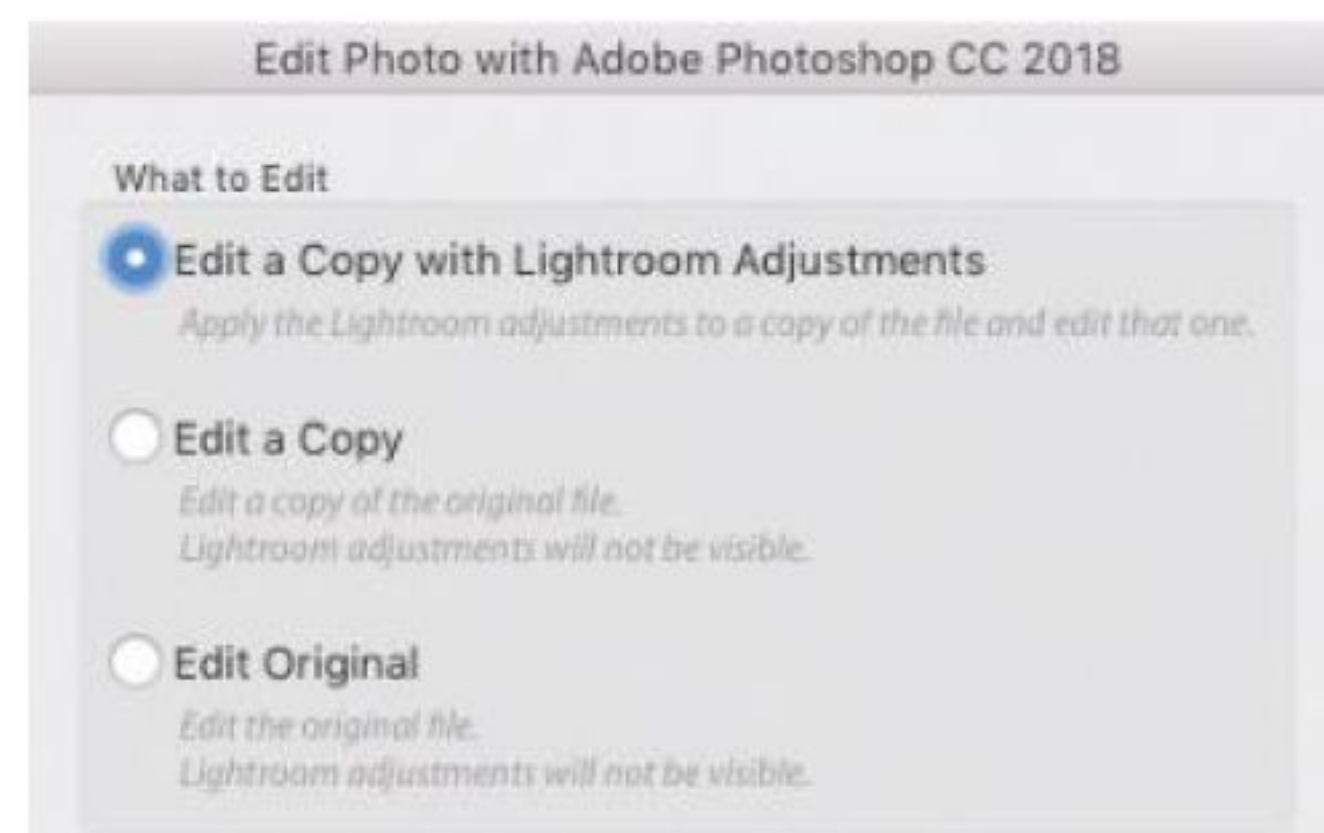 Edit Photo with Adobe Photoshop CC 2018
What to Edit
Edit a Copy with Lightroom Adjustments
Apply the Lightroom adjustments to a copy of the file and edit that one.
Edit a Copy
Edit a copy of the original file.
Lightroom adjustments will not be visible.
Edit Original
Edit the original file.
Lightroom adjustments will not be visible.